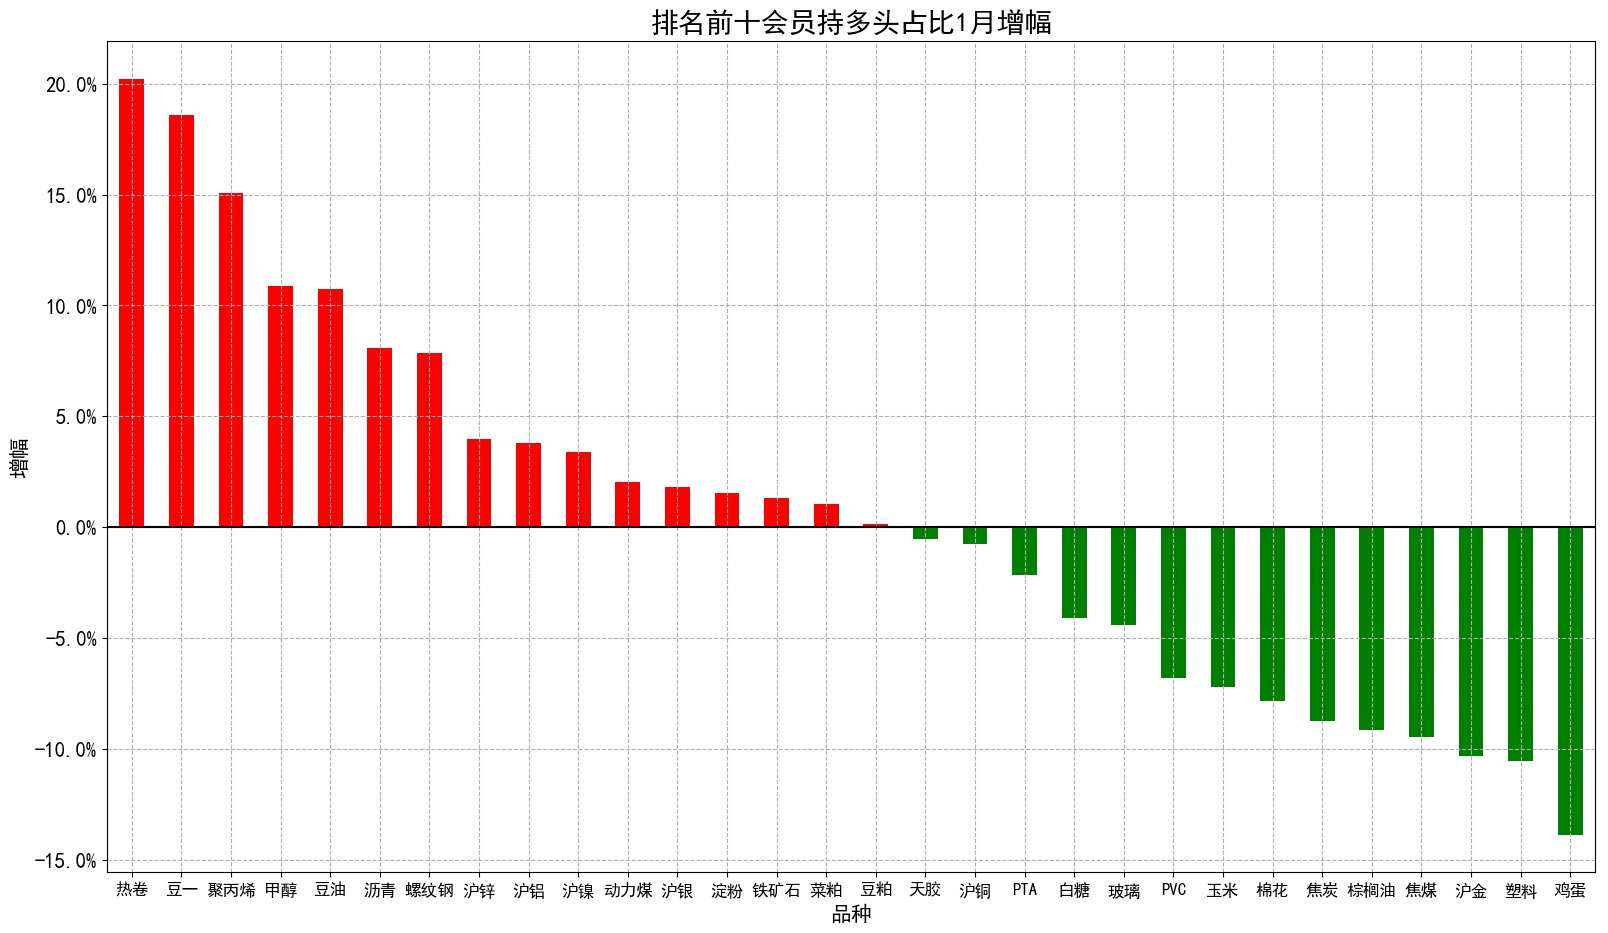 排名前十会员持多头占比1月增幅
20.0%
15.0%
10.0%
5.0%
0.0%
-5.0%
-10.0%
-15.0%
增幅
热卷 豆一 聚丙烯 甲醇 豆油 沥青 螺纹钢 沪锌 沪铝 沪镍 动力煤 沪银 淀粉 铁矿石 菜粕 豆粕 天胶 沪铜 PTA 白糖 玻璃 PVC 玉米 棉花 焦炭 棕榈油 焦煤 沪金 塑料 鸡蛋
品种